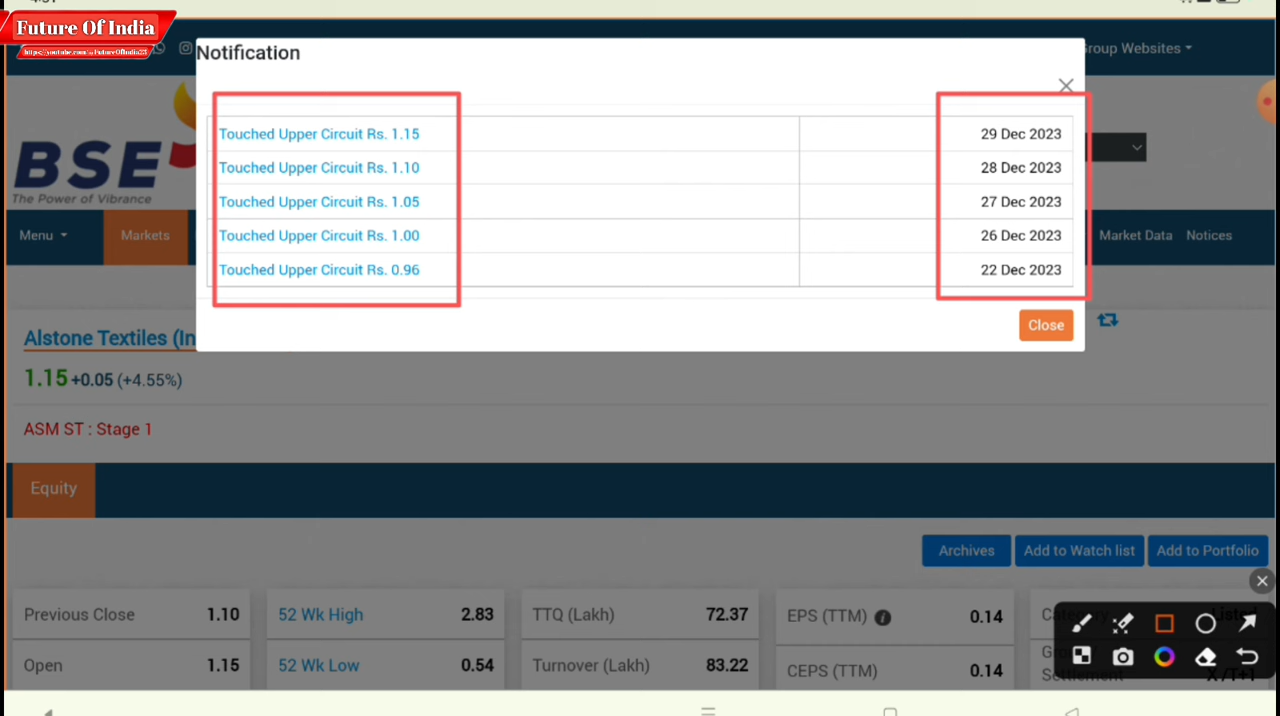 Future Of India
Notification
Group Websites
Touched Upper Circuit Rs. 1.15 29 Dec 2023
Touched Upper Circuit Rs. 1.10 28 Dec 2023
Touched Upper Circuit Rs. 1.05 27 Dec 2023
Touched Upper Circuit Rs. 1.00 26 Dec 2023
Touched Upper Circuit Rs. 0.96 22 Dec 2023
Close
BSE
The Power of Vibrance
Menu Markets Market Data Notices
Alstone Textiles (In
1.15 +0.05 (+4.55%)
ASM ST : Stage 1
Equity
Archives Add to Watch list Add to Portfolio
Previous Close 1.10 52 Wk High 2.83 TTQ (Lakh) 72.37 EPS (TTM) 0.14
Open 1.15 52 Wk Low 0.54 Turnover (Lakh) 83.22 CEPS (TTM) 0.14